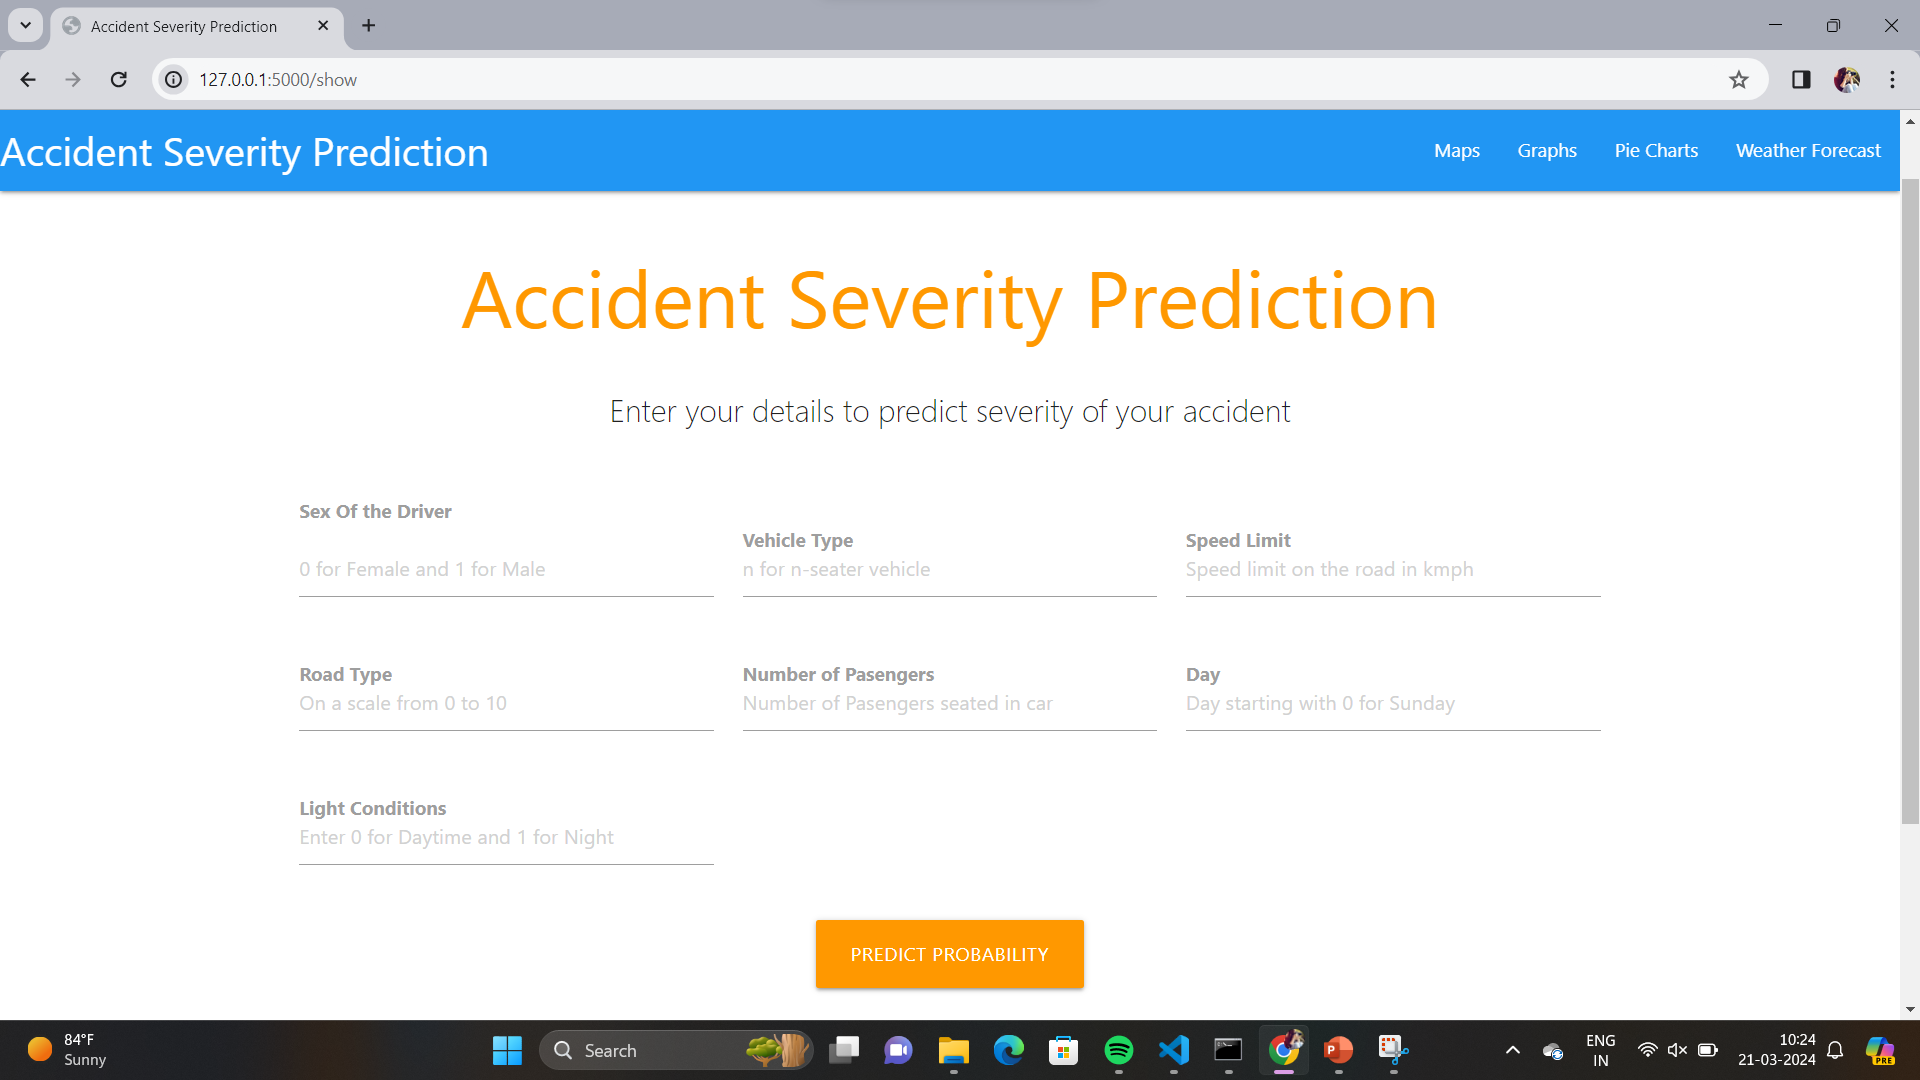 Accident Severity Prediction
127.0.0.1:5000/show
Accident Severity Prediction
Maps Graphs Pie Charts Weather Forecast
Accident Severity Prediction
Enter your details to predict severity of your accident
Sex Of the Driver
0 for Female and 1 for Male
Vehicle Type
n for n-seater vehicle
Speed Limit
Speed limit on the road in kmph
Road Type
On a scale from 0 to 10
Number of Pasengers
Number of Pasengers seated in car
Day
Day starting with 0 for Sunday
Light Conditions
Enter 0 for Daytime and 1 for Night
PREDICT PROBABILITY
84°F
Sunny
Search
ENG
IN
10:24
21-03-2024
PRE